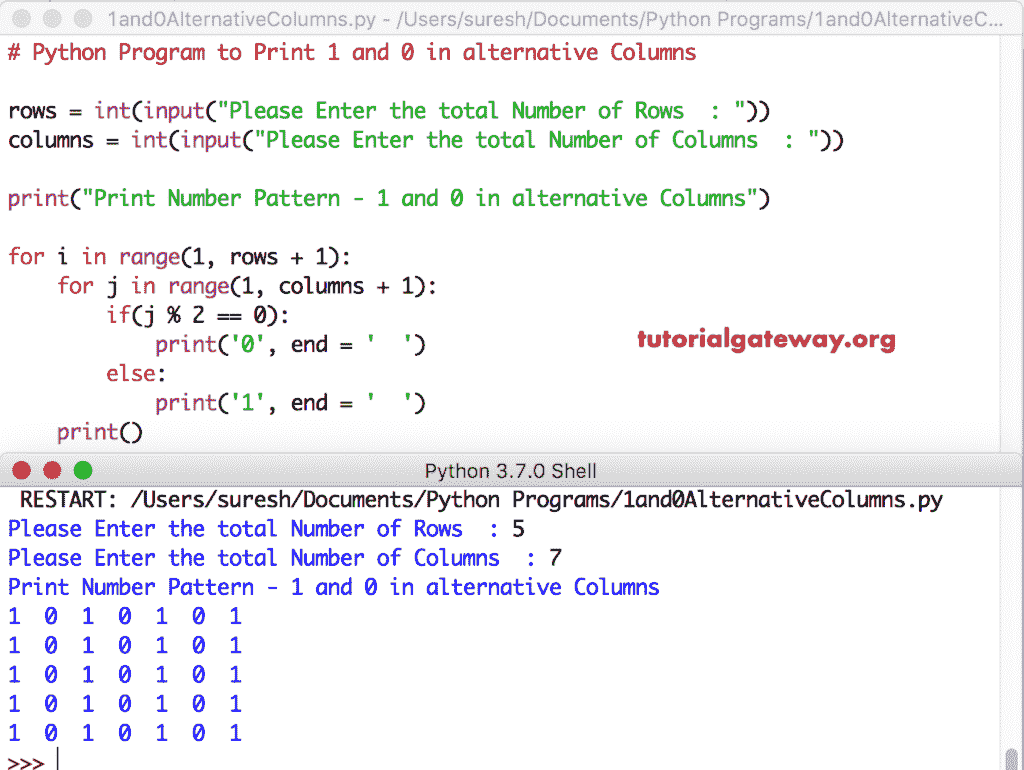 1and0AlternativeColumns.py - /Users/suresh/Documents/Python Programs/1and0AlternativeC...
# Python Program to Print 1 and 0 in alternative Columns
rows = int(input("Please Enter the total Number of Rows  : "))
columns = int(input("Please Enter the total Number of Columns  : "))
print("Print Number Pattern - 1 and 0 in alternative Columns")
for i in range(1, rows + 1):
    for j in range(1, columns + 1):
        if(j % 2 == 0):
            print('0', end = '  ')
        else:
            print('1', end = '  ')
    print()
tutorialgateway.org
Python 3.7.0 Shell
 RESTART: /Users/suresh/Documents/Python Programs/1and0AlternativeColumns.py
Please Enter the total Number of Rows  : 5
Please Enter the total Number of Columns  : 7
Print Number Pattern - 1 and 0 in alternative Columns
1  0  1  0  1  0  1
1  0  1  0  1  0  1
1  0  1  0  1  0  1
1  0  1  0  1  0  1
1  0  1  0  1  0  1
>>>